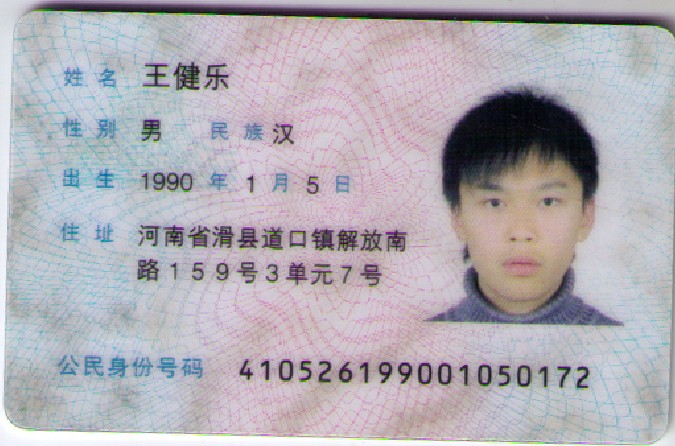 姓名 王健乐
性别 男 民族 汉
出生 1990 年 1 月 5 日
住址 河南省滑县道口镇解放南
路159号3单元7号
公民身份号码 410526199001050172